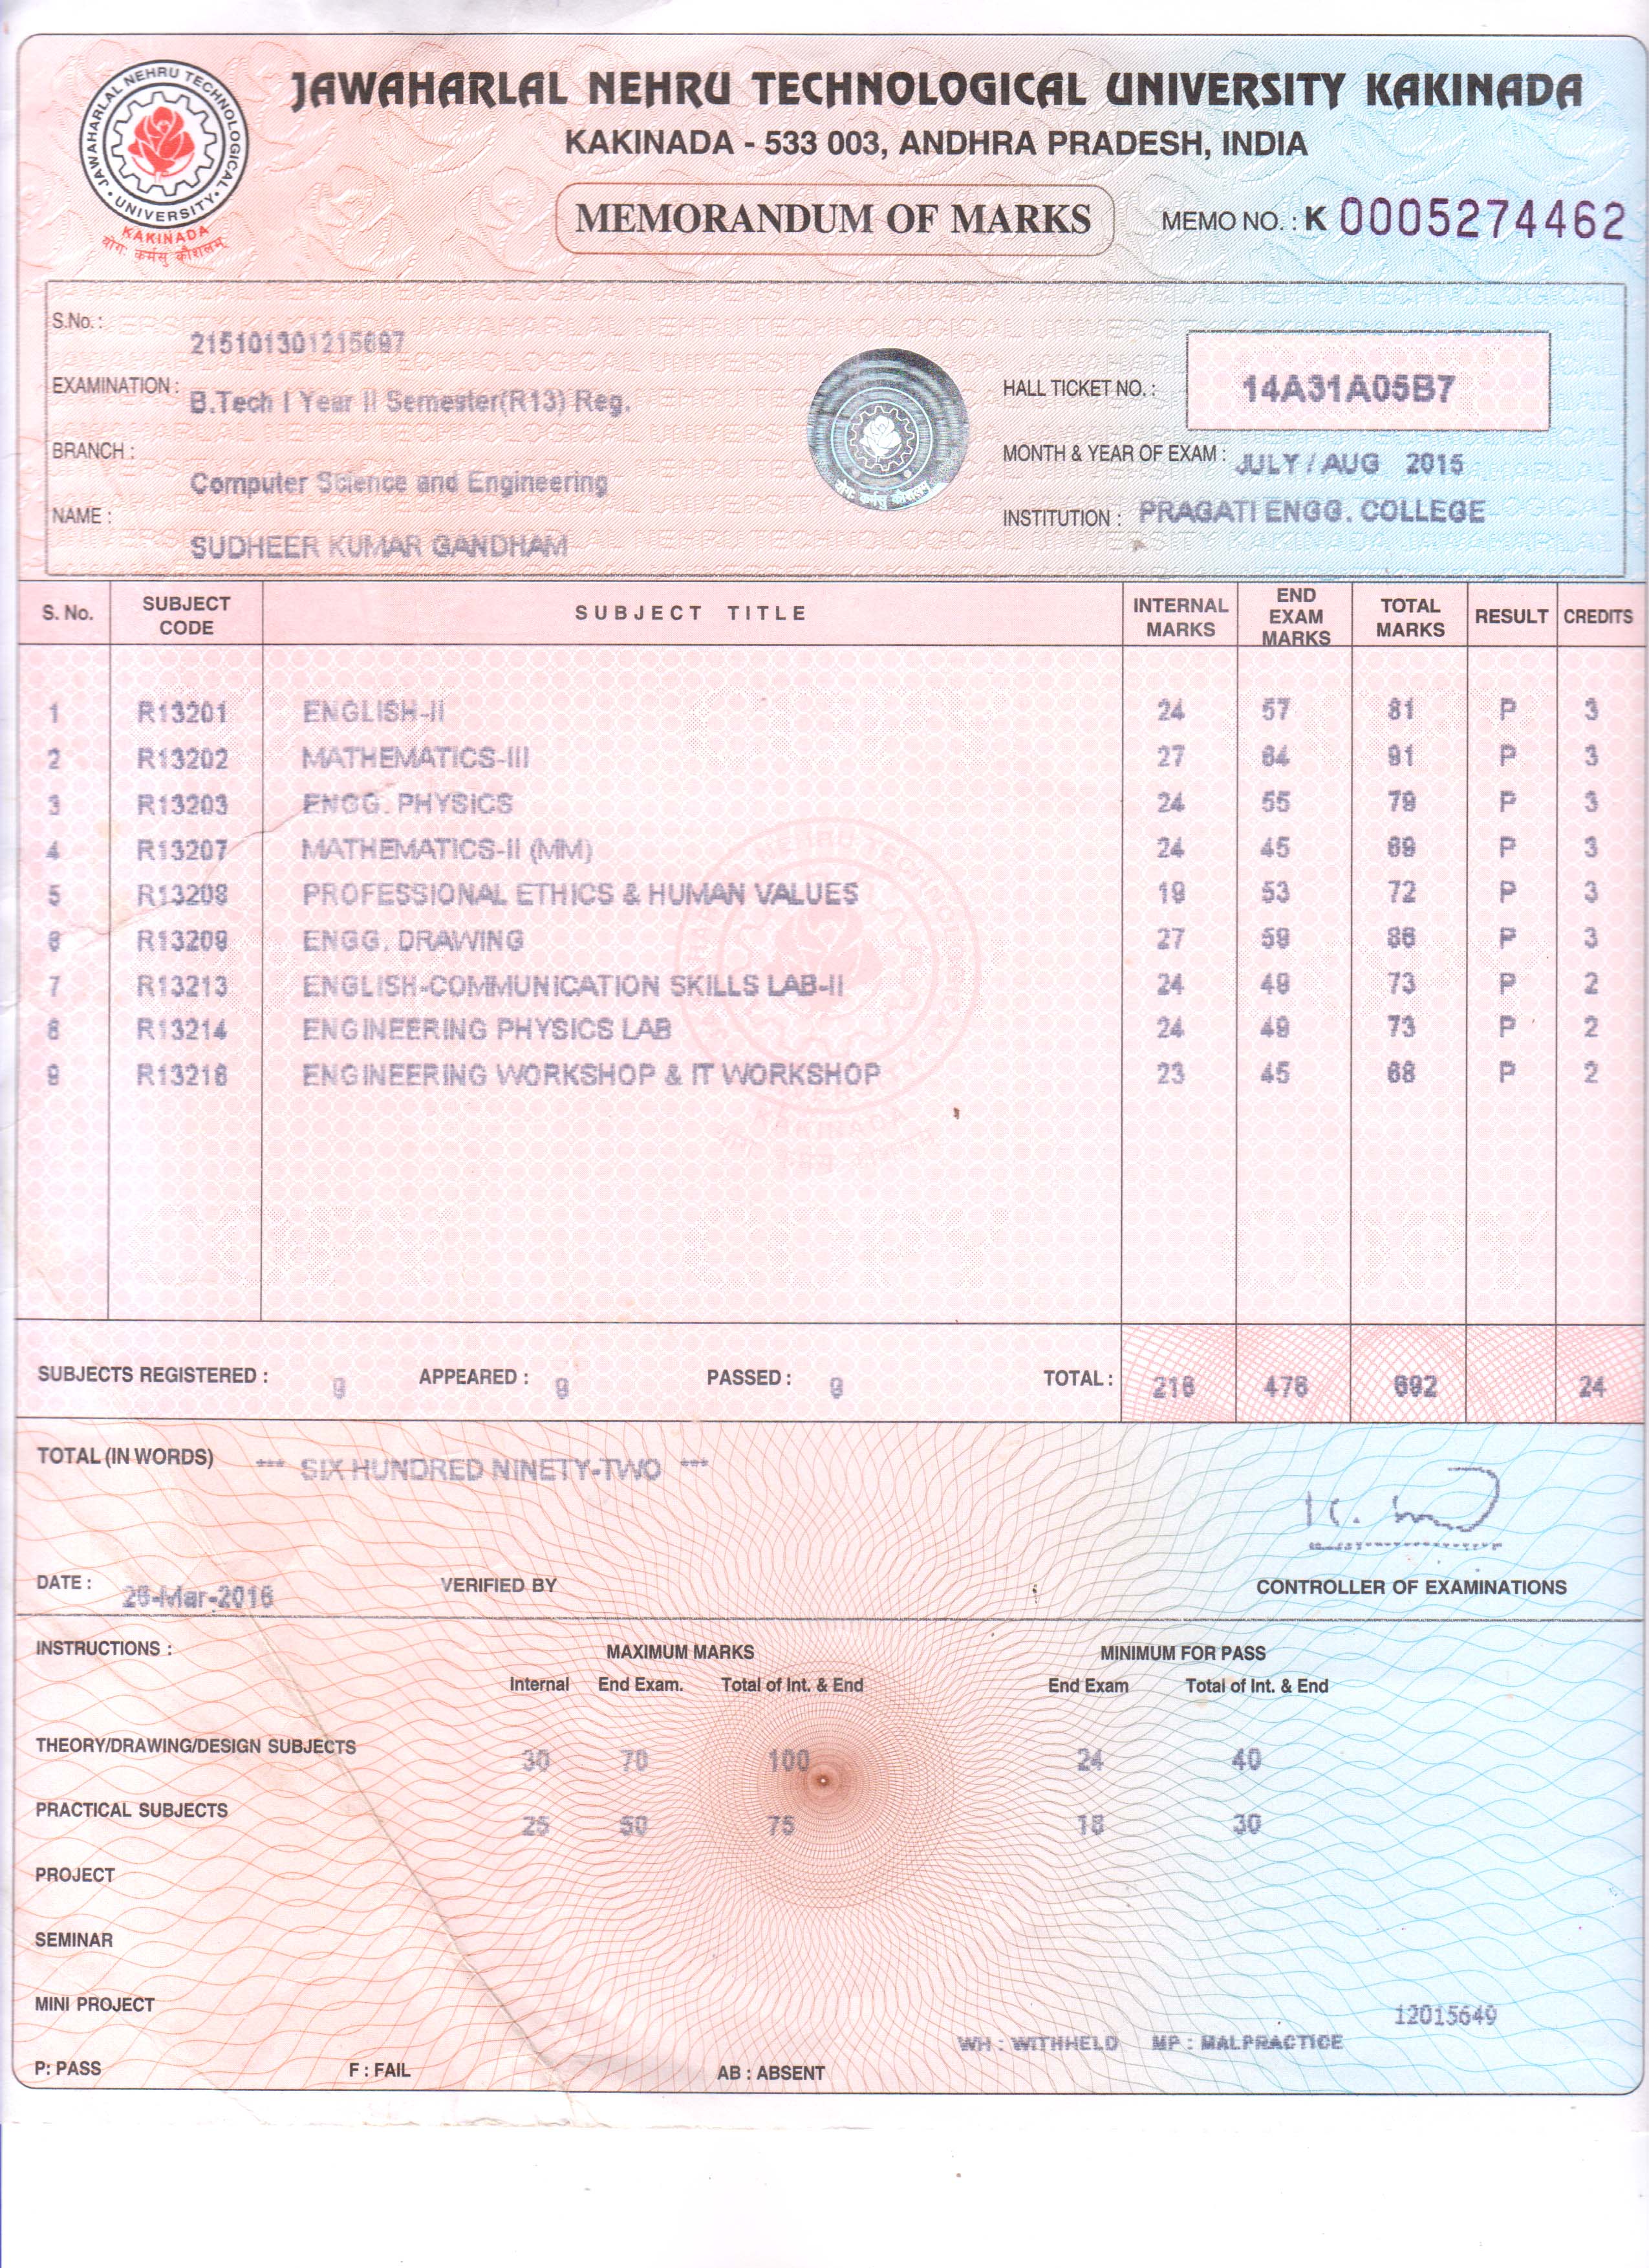 JAWAHARLAL NEHRU TECHNOLOGICAL UNIVERSITY KAKINADA
KAKINADA - 533 003, ANDHRA PRADESH, INDIA
JAWAHARLAL NEHRU TECHNOLOGICAL UNIVERSITY
KAKINADA
योगः कर्मसु कौशलम्
MEMORANDUM OF MARKS
MEMO NO. : K 0005274462
S.No. : 215101301215697
EXAMINATION : B.Tech I Year II Semester(R13) Reg.
BRANCH : Computer Science and Engineering
NAME : SUDHEER KUMAR GANDHAM
HALL TICKET NO. : 14A31A05B7
MONTH & YEAR OF EXAM : JULY / AUG 2015
INSTITUTION : PRAGATI ENGG. COLLEGE
S. No. SUBJECT CODE SUBJECT TITLE INTERNAL MARKS END EXAM MARKS TOTAL MARKS RESULT CREDITS
1 R13201 ENGLISH-II 24 57 81 P 3
2 R13202 MATHEMATICS-III 27 64 91 P 3
3 R13203 ENGG. PHYSICS 24 55 79 P 3
4 R13207 MATHEMATICS-II (MM) 24 45 69 P 3
5 R13208 PROFESSIONAL ETHICS & HUMAN VALUES 19 53 72 P 3
6 R13209 ENGG. DRAWING 27 59 86 P 3
7 R13213 ENGLISH-COMMUNICATION SKILLS LAB-II 24 49 73 P 2
8 R13214 ENGINEERING PHYSICS LAB 24 49 73 P 2
9 R13216 ENGINEERING WORKSHOP & IT WORKSHOP 23 45 68 P 2
SUBJECTS REGISTERED : 9 APPEARED : 9 PASSED : 9 TOTAL : 216 476 692 24
TOTAL (IN WORDS) *** SIX HUNDRED NINETY-TWO ***
DATE : 26-Mar-2016 VERIFIED BY CONTROLLER OF EXAMINATIONS
INSTRUCTIONS : MAXIMUM MARKS MINIMUM FOR PASS
Internal End Exam. Total of Int. & End End Exam Total of Int. & End
THEORY/DRAWING/DESIGN SUBJECTS 30 70 100 24 40
PRACTICAL SUBJECTS 25 50 75 18 30
PROJECT
SEMINAR
MINI PROJECT
12015649
WH : WITHHELD MP : MALPRACTICE
P: PASS F : FAIL AB : ABSENT